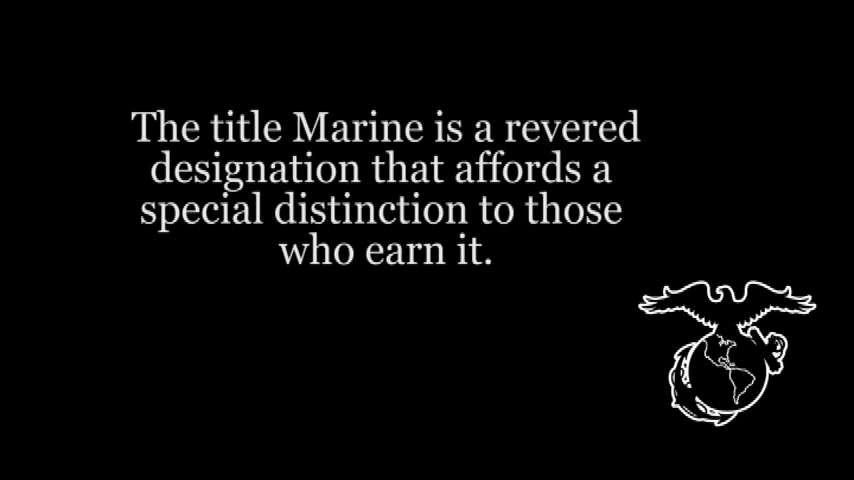 The title Marine is a revered
designation that affords a
special distinction to those
who earn it.